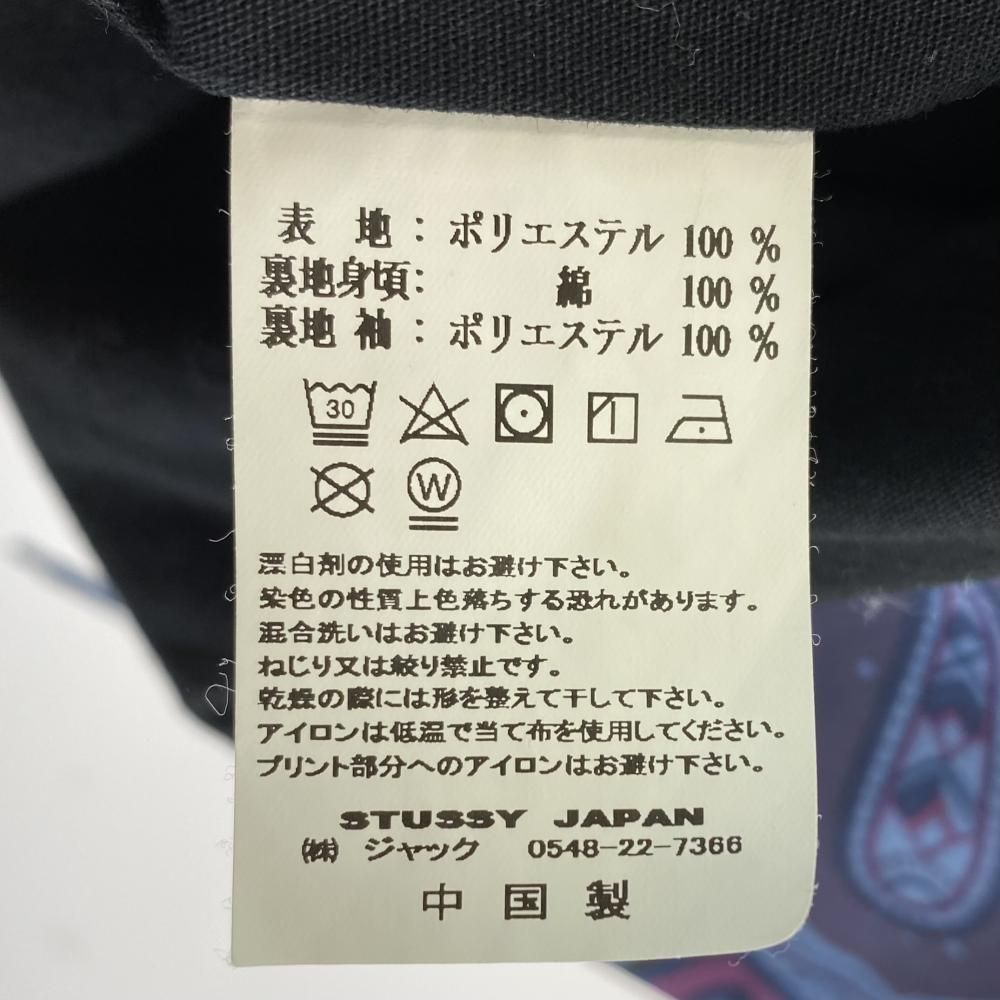 表 地 : ポリエステル 100 %
裏地身頃: 綿 100 %
裏地 袖 : ポリエステル 100 %
30
W
漂白剤の使用はお避け下さい。
染色の性質上色落ちする恐れがあります。
混合洗いはお避け下さい。
ねじり又は絞り禁止です。
乾燥の際には形を整えて干して下さい。
アイロンは低温で当て布を使用してください。
プリント部分へのアイロンはお避け下さい。
STUSSY JAPAN
㈱ ジャック 0548-22-7366
中 国 製